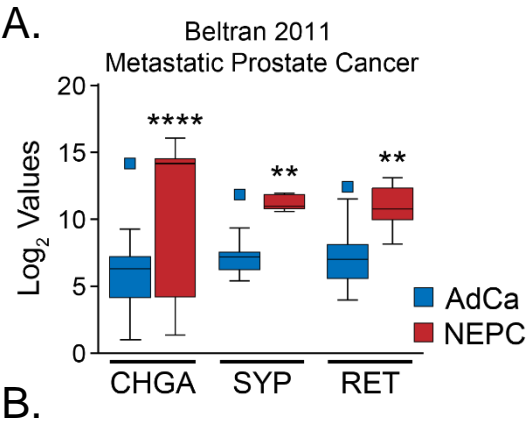 A.
Beltran 2011
Metastatic Prostate Cancer
Log2 Values
20
15
10
5
0
****
**
**
AdCa
NEPC
CHGA SYP RET
B.